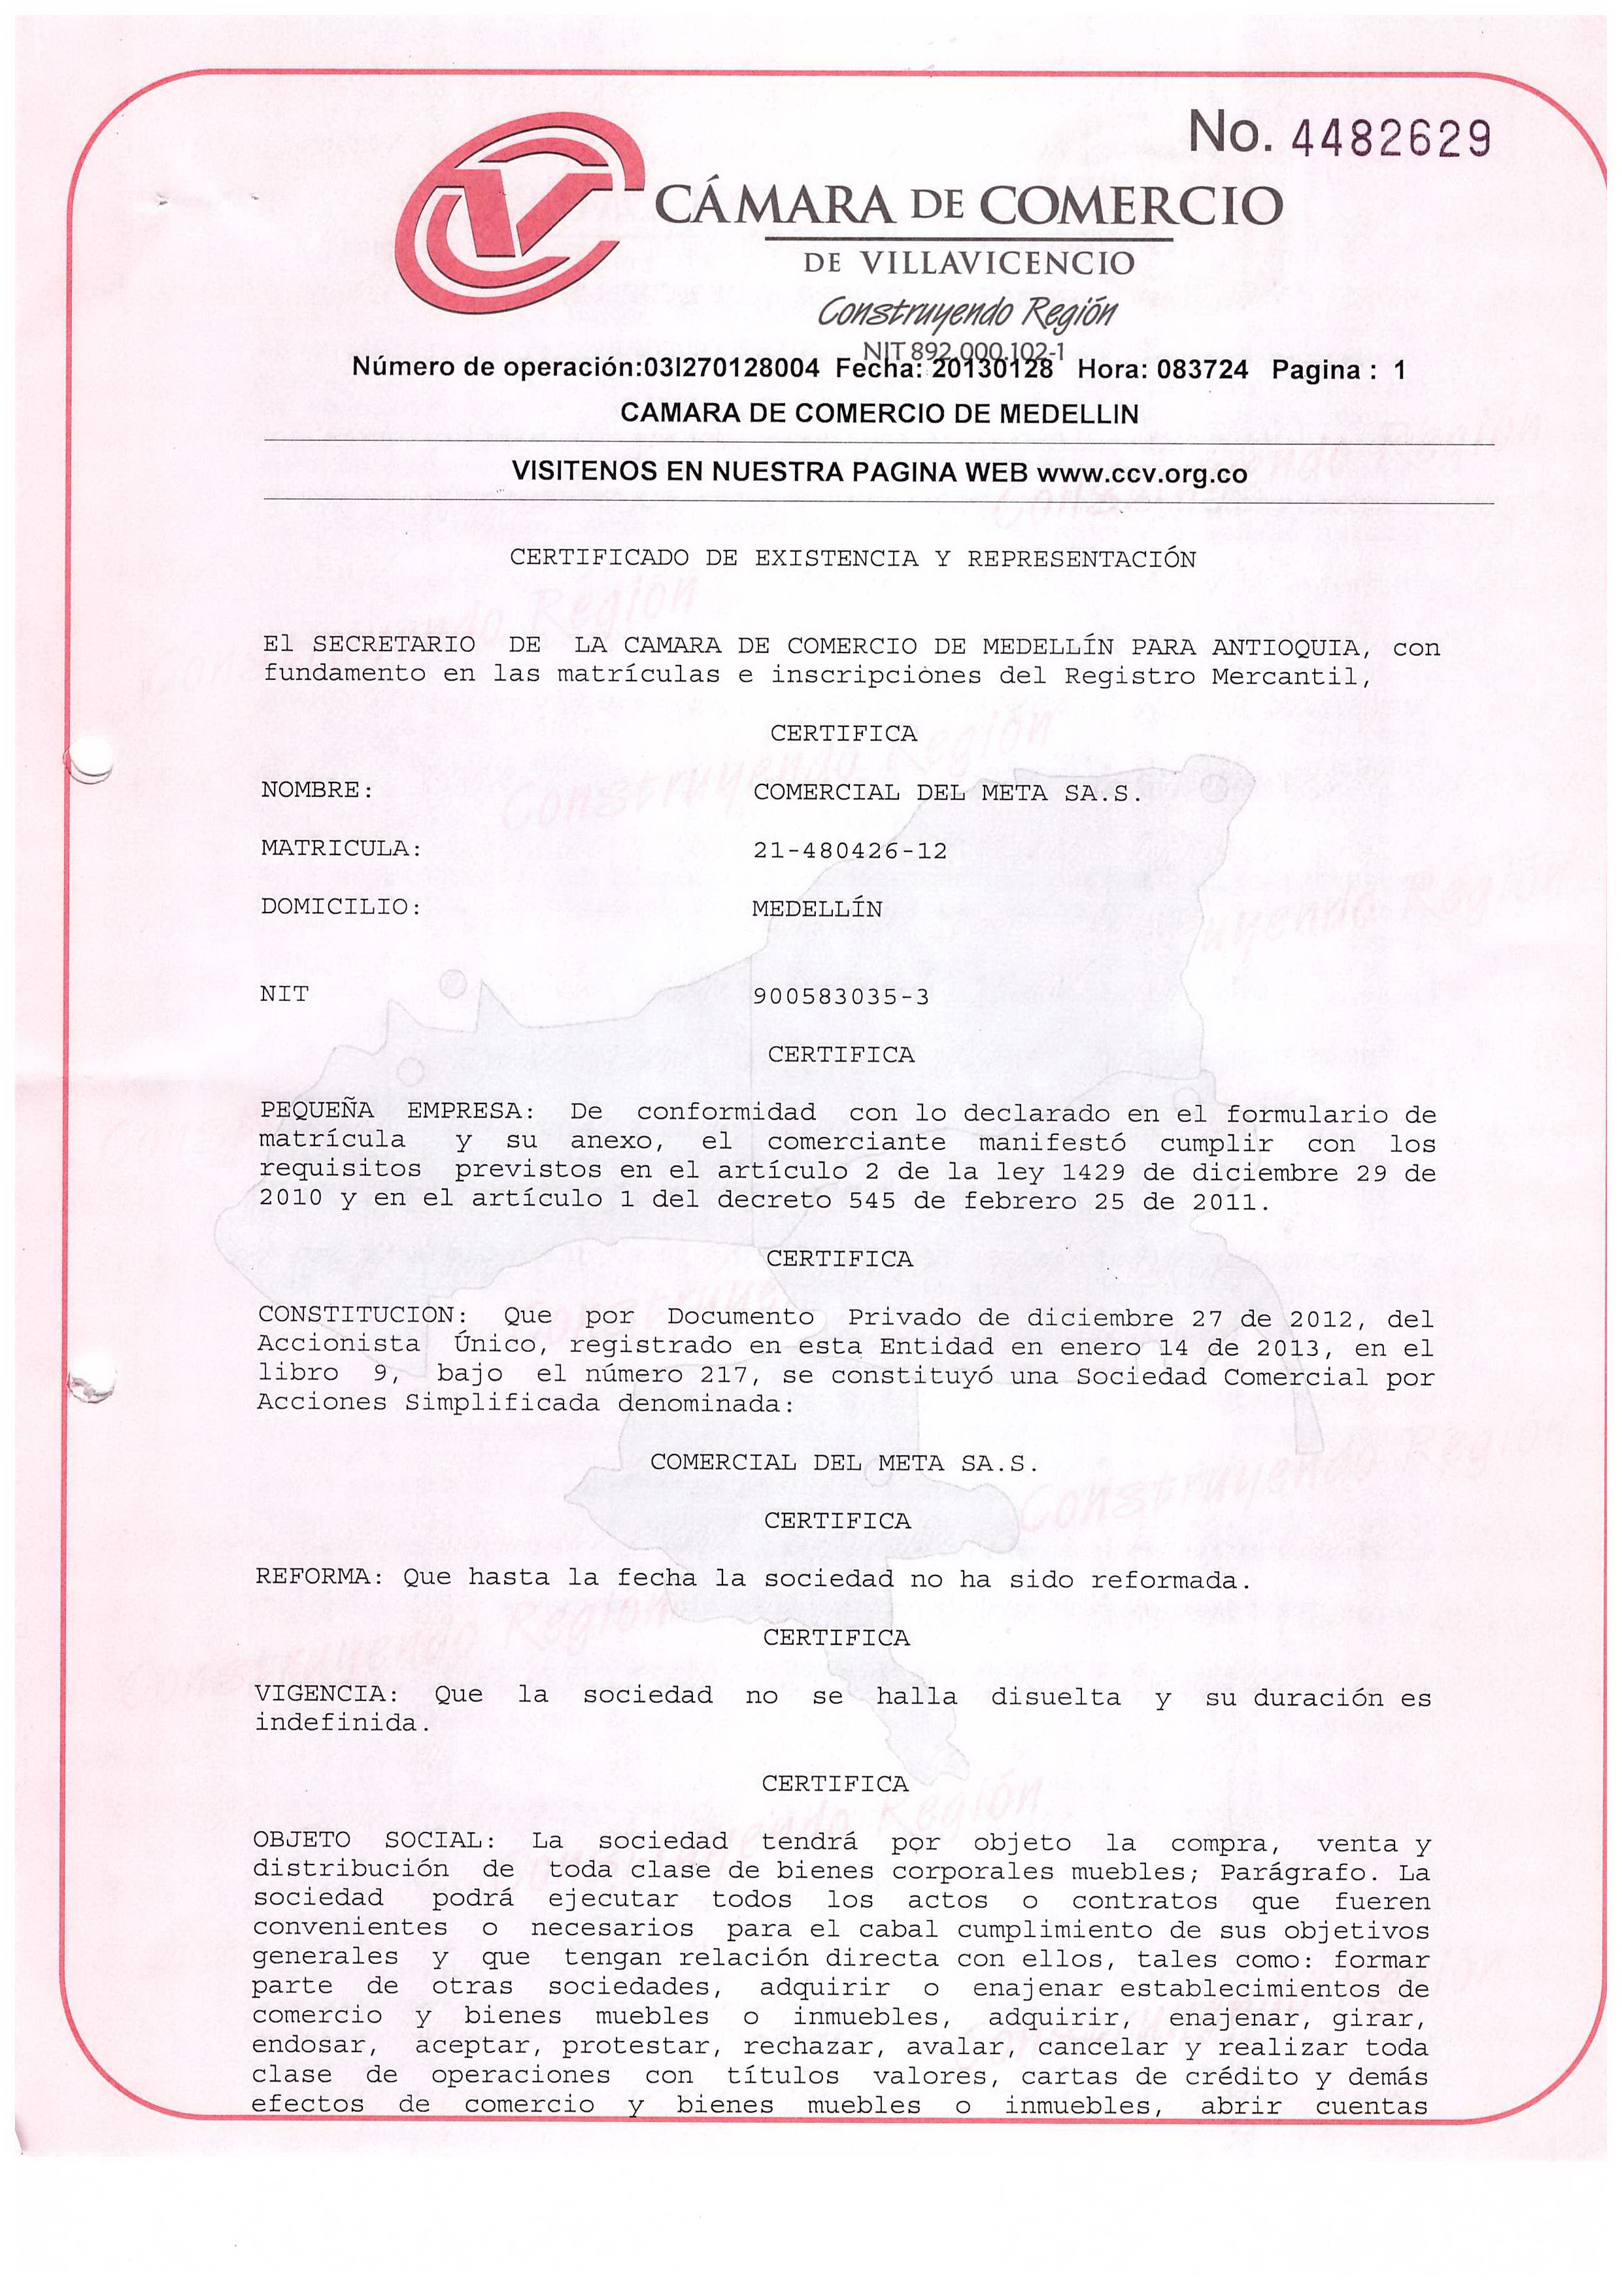 No. 4482629
CÁMARA DE COMERCIO
DE VILLAVICENCIO
Construyendo Región
NIT 892.000.102-1
Número de operación:03I270128004 Fecha: 20130128 Hora: 083724 Pagina : 1
CAMARA DE COMERCIO DE MEDELLIN
VISITENOS EN NUESTRA PAGINA WEB www.ccv.org.co
CERTIFICADO DE EXISTENCIA Y REPRESENTACIÓN
El SECRETARIO DE LA CAMARA DE COMERCIO DE MEDELLÍN PARA ANTIOQUIA, con
fundamento en las matrículas e inscripciones del Registro Mercantil,
CERTIFICA
NOMBRE: COMERCIAL DEL META SA.S.
MATRICULA: 21-480426-12
DOMICILIO: MEDELLÍN
NIT 900583035-3
CERTIFICA
PEQUEÑA EMPRESA: De conformidad con lo declarado en el formulario de
matrícula y su anexo, el comerciante manifestó cumplir con los
requisitos previstos en el artículo 2 de la ley 1429 de diciembre 29 de
2010 y en el artículo 1 del decreto 545 de febrero 25 de 2011.
CERTIFICA
CONSTITUCION: Que por Documento Privado de diciembre 27 de 2012, del
Accionista Único, registrado en esta Entidad en enero 14 de 2013, en el
libro 9, bajo el número 217, se constituyó una Sociedad Comercial por
Acciones Simplificada denominada:
COMERCIAL DEL META SA.S.
CERTIFICA
REFORMA: Que hasta la fecha la sociedad no ha sido reformada.
CERTIFICA
VIGENCIA: Que la sociedad no se halla disuelta y su duración es
indefinida.
CERTIFICA
OBJETO SOCIAL: La sociedad tendrá por objeto la compra, venta y
distribución de toda clase de bienes corporales muebles; Parágrafo. La
sociedad podrá ejecutar todos los actos o contratos que fueren
convenientes o necesarios para el cabal cumplimiento de sus objetivos
generales y que tengan relación directa con ellos, tales como: formar
parte de otras sociedades, adquirir o enajenar establecimientos de
comercio y bienes muebles o inmuebles, adquirir, enajenar, girar,
endosar, aceptar, protestar, rechazar, avalar, cancelar y realizar toda
clase de operaciones con títulos valores, cartas de crédito y demás
efectos de comercio y bienes muebles o inmuebles, abrir cuentas